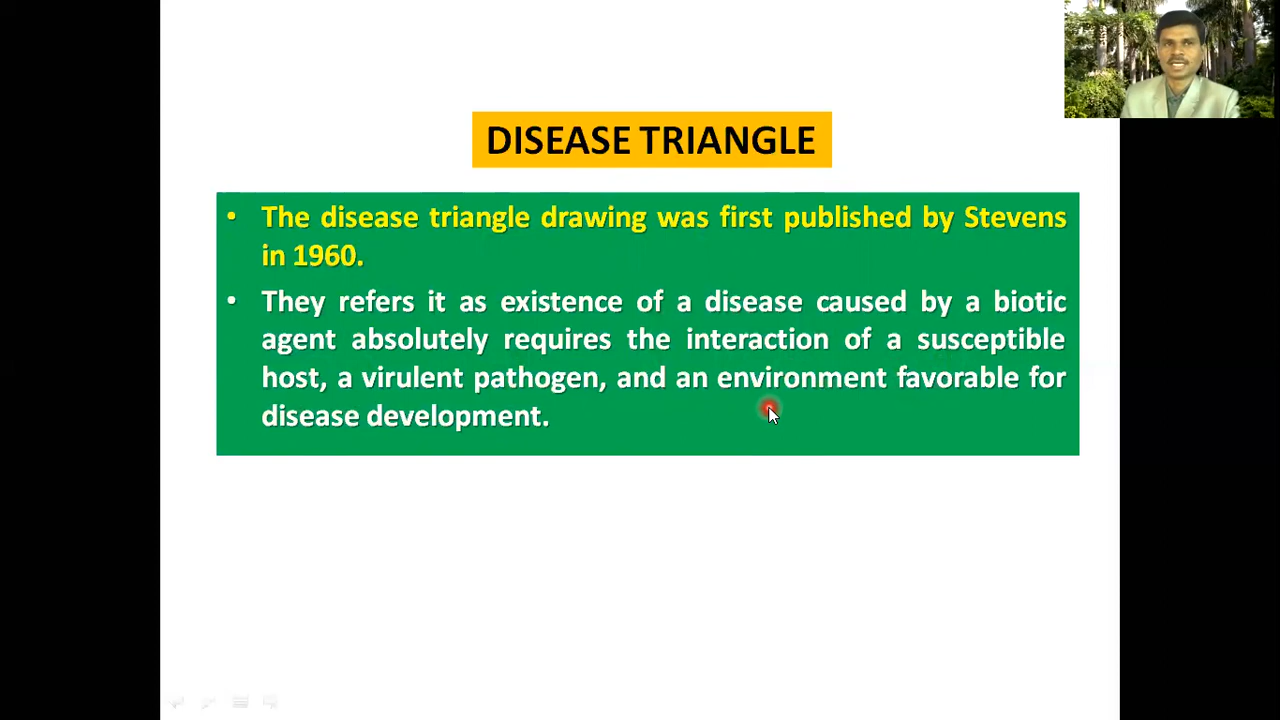 DISEASE TRIANGLE
• The disease triangle drawing was first published by Stevens
in 1960.
• They refers it as existence of a disease caused by a biotic
agent absolutely requires the interaction of a susceptible
host, a virulent pathogen, and an environment favorable for
disease development.